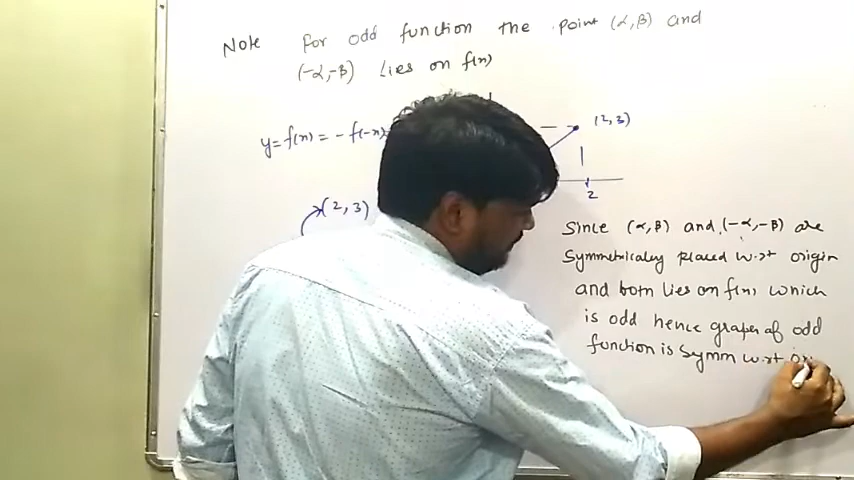 Note For odd function the point (α,β) and
(-α,-β) Lies on f(x)
y=f(x) = -f(-x)
(2,3)
2
(2,3)
Since (α,β) and (-α,-β) are
Symmetrically placed w.r.t origin
and both lies on f(x) which
is odd hence graph of odd
function is symm w.r.t